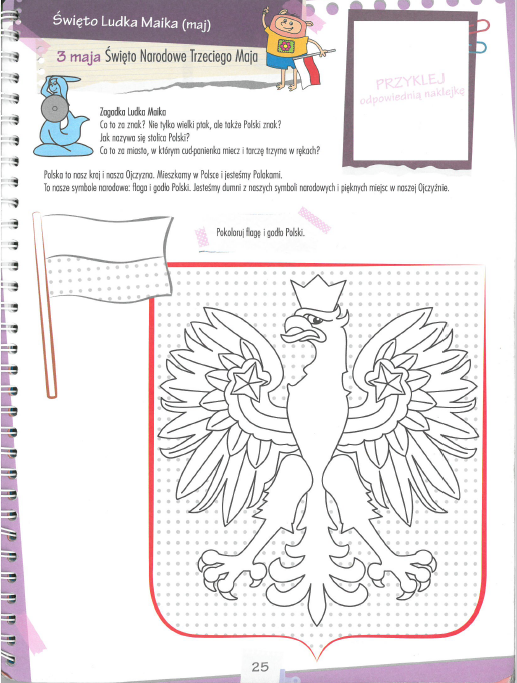 Święto Ludka Maika (maj)
3 maja Święto Narodowe Trzeciego Maja
PRZYKLEJ
odpowiednią naklejkę
Zagadka Ludka Maika
Co to za znak? Nie tylko wielki ptak, ale także Polski znak?
Jak nazywa się stolica Polski?
Co to za miasto, w którym cud-panienka miecz i tarczę trzyma w rękach?
Polska to nasz kraj i nasza Ojczyzna. Mieszkamy w Polsce i jesteśmy Polakami.
To nasze symbole narodowe: flaga i godło Polski. Jesteśmy dumni z naszych symboli narodowych i pięknych miejsc w naszej Ojczyźnie.
Pokoloruj flagę i godło Polski.
25